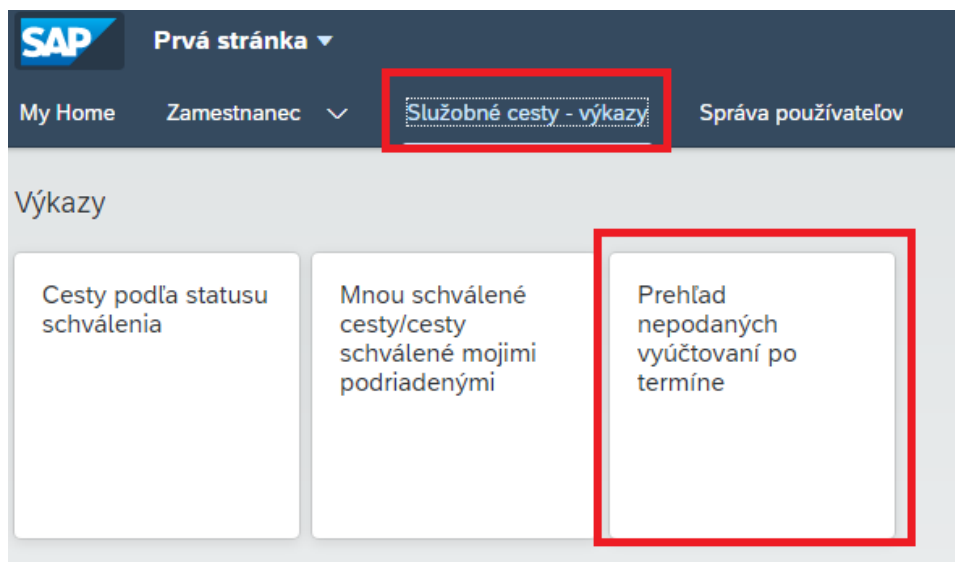 SAP Prvá stránka
My Home Zamestnanec Služobné cesty - výkazy Správa používateľov
Výkazy
Cesty podľa statusu
schválenia
Mnou schválené
cesty/cesty
schválené mojimi
podriadenými
Prehľad
nepodaných
vyúčtovaní po
termíne